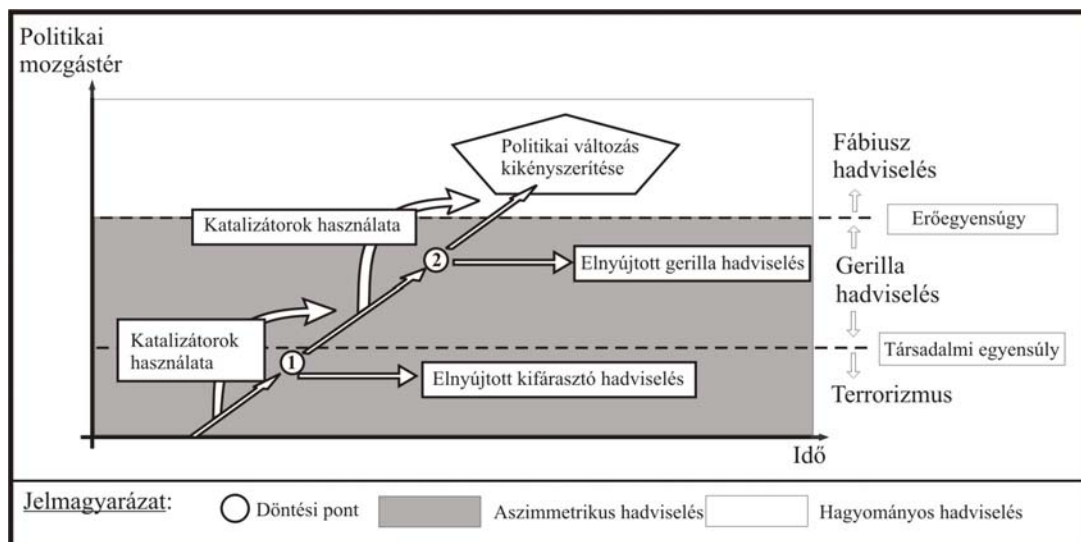 Politikai
mozgástér
Politikai változás
kikényszerítése
Fábiusz
hadviselés
Katalizátorok használata
Erőegyensúgy
2
Elnyújtott gerilla hadviselés
Gerilla
hadviselés
Katalizátorok
használata
1
Társadalmi egyensúly
Elnyújtott kifárasztó hadviselés
Terrorizmus
Idő
Jelmagyarázat:
Döntési pont
Aszimmetrikus hadviselés
Hagyományos hadviselés